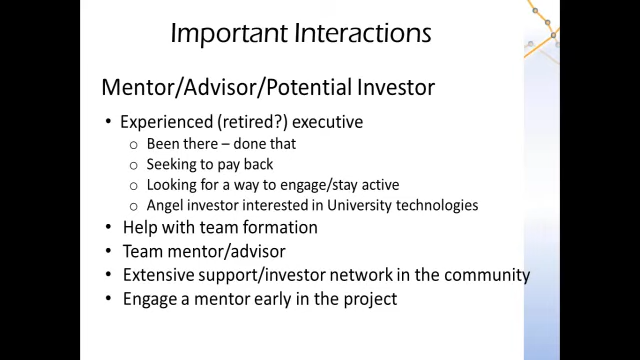 Important Interactions
Mentor/Advisor/Potential Investor
• Experienced (retired?) executive
o Been there – done that
o Seeking to pay back
o Looking for a way to engage/stay active
o Angel investor interested in University technologies
• Help with team formation
• Team mentor/advisor
• Extensive support/investor network in the community
• Engage a mentor early in the project